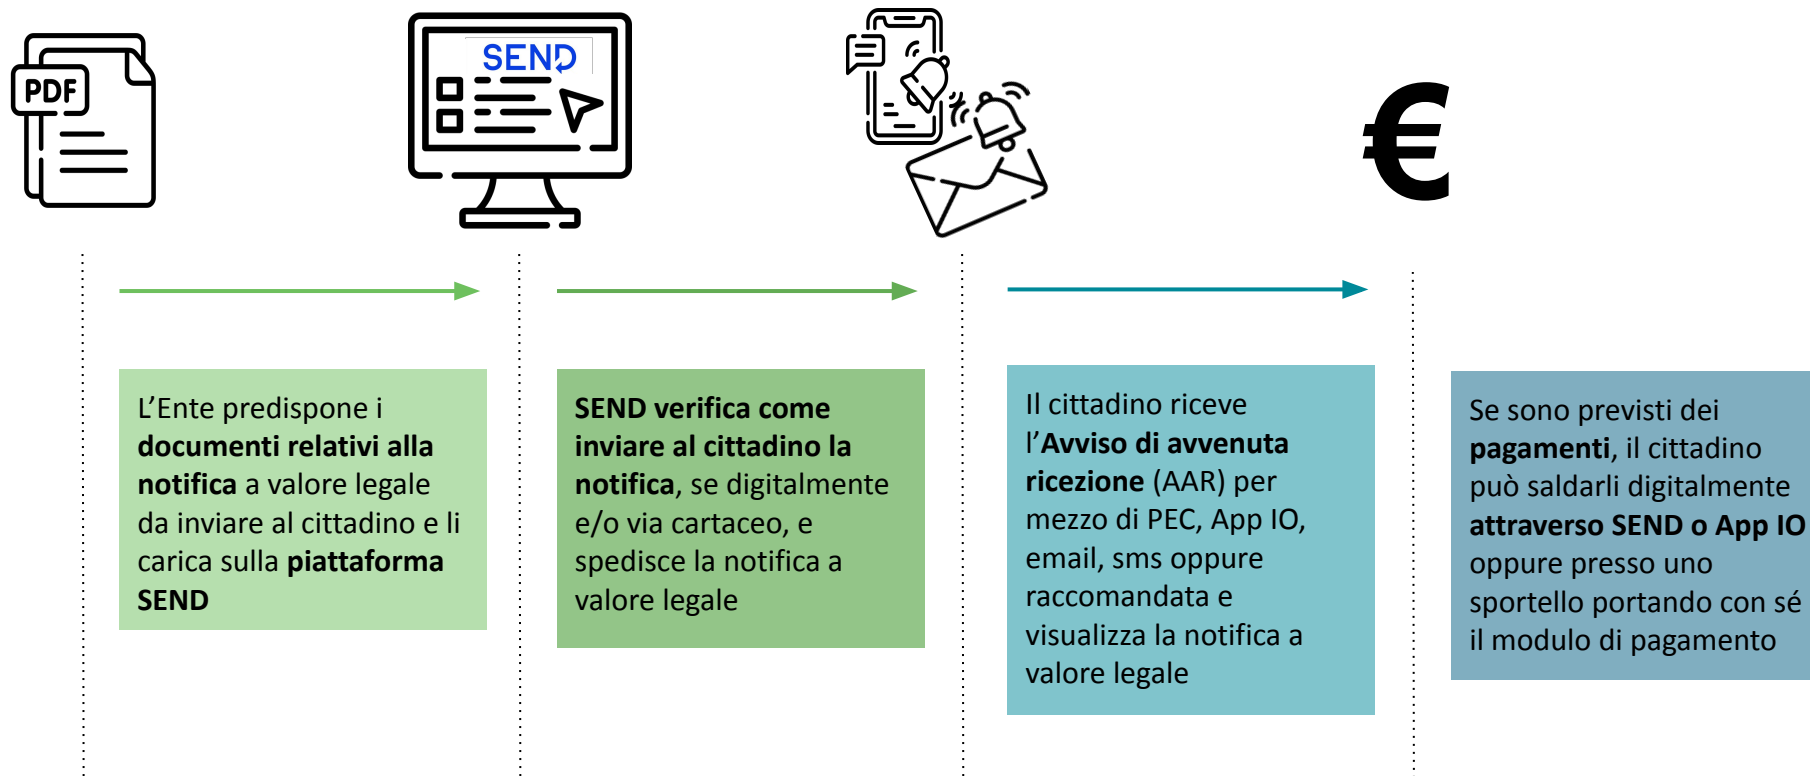 PDF
SEND
L’Ente predispone i
documenti relativi alla
notifica a valore legale
da inviare al cittadino e li
carica sulla piattaforma
SEND
SEND verifica come
inviare al cittadino la
notifica, se digitalmente
e/o via cartaceo, e
spedisce la notifica a
valore legale
Il cittadino riceve
l’Avviso di avvenuta
ricezione (AAR) per
mezzo di PEC, App IO,
email, sms oppure
raccomandata e
visualizza la notifica a
valore legale
€
Se sono previsti dei
pagamenti, il cittadino
può saldarli digitalmente
attraverso SEND o App IO
oppure presso uno
sportello portando con sé
il modulo di pagamento